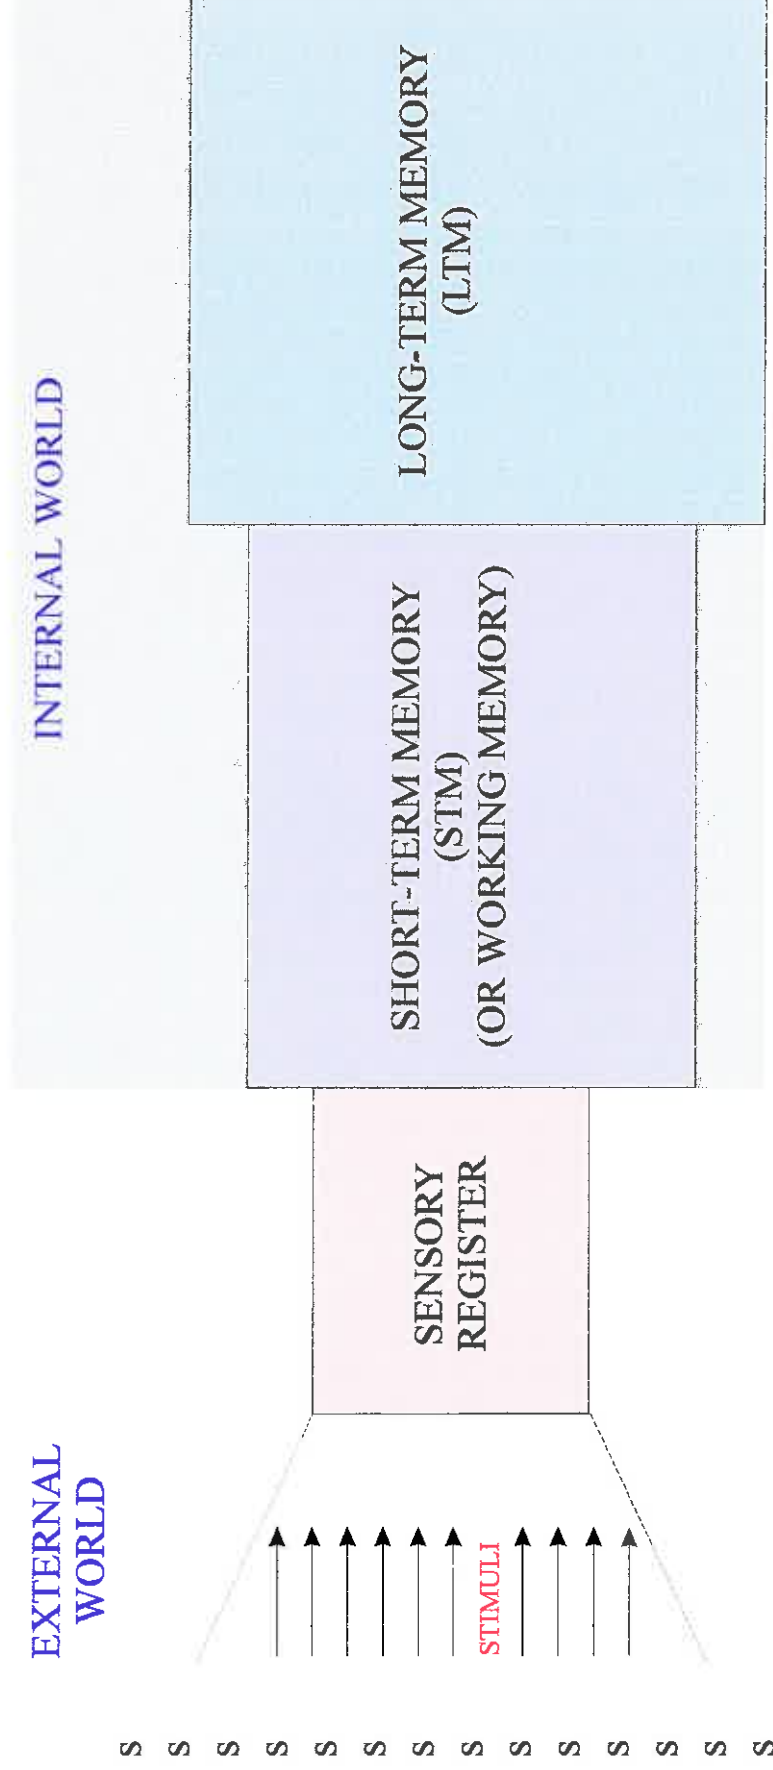 EXTERNAL
WORLD
INTERNAL WORLD
S
S
S
S
S
S
S
S
S
S
S
S
S
S
STIMULI
SENSORY
REGISTER
SHORT-TERM MEMORY
(STM)
(OR WORKING MEMORY)
LONG-TERM MEMORY
(LTM)